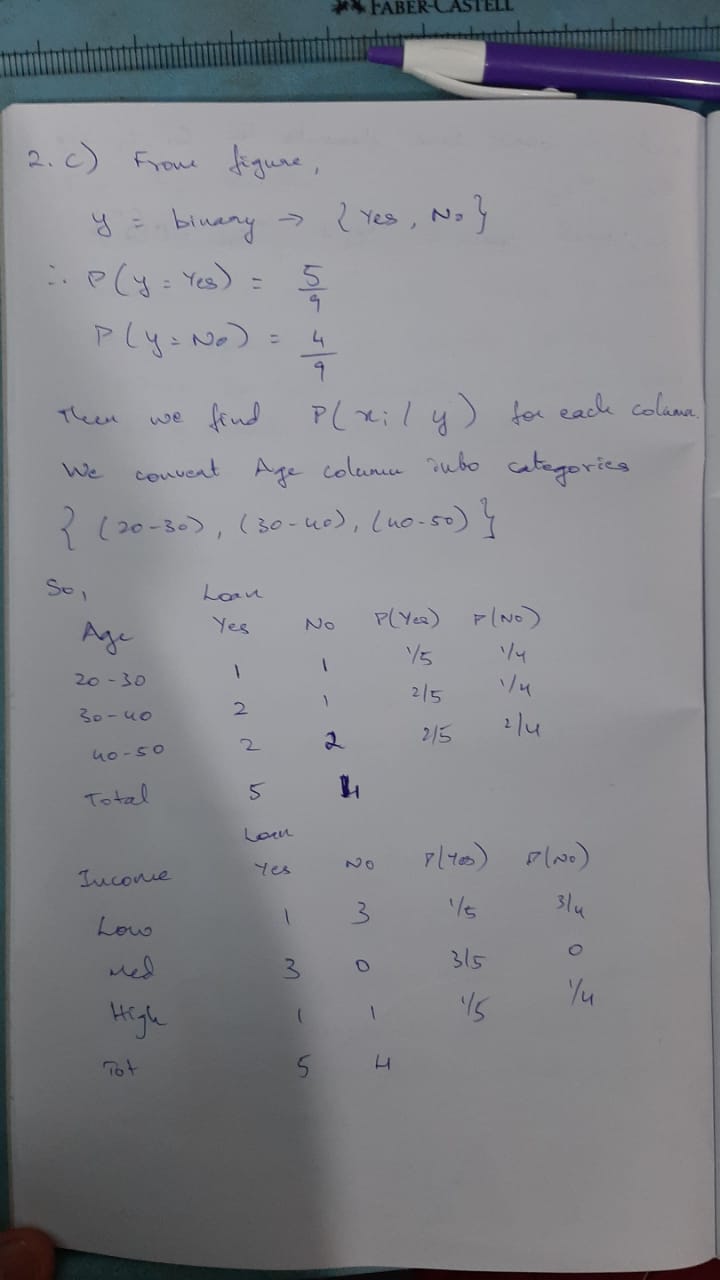 FABER-CASTELL
2. c) From figure,
y = binary → { Yes, No }
∴ P(y = Yes) = 5/9
P(y = No) = 4/9
Then we find P(xi / y) for each column.
We convert Age column into categories
{ (20-30), (30-40), (40-50) }
So, Loan
Age Yes No P(Yes) P(No)
20-30 1 1 1/5 1/4
30-40 2 1 2/5 1/4
40-50 2 2 2/5 2/4
Total 5 4
Loan
Income Yes No P(Yes) P(No)
Low 1 3 1/5 3/4
Med 3 0 3/5 0
High 1 1 1/5 1/4
Tot 5 4